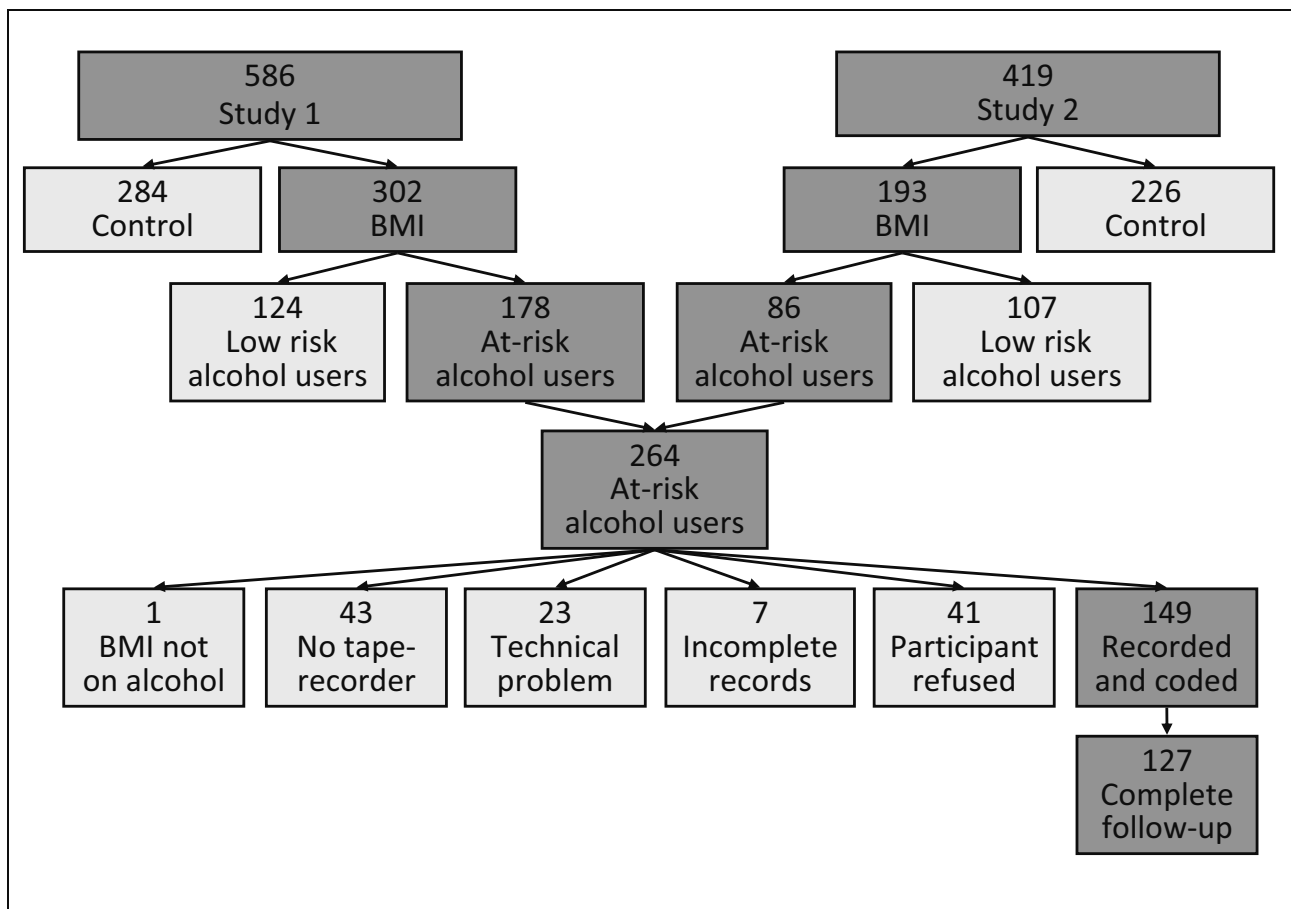 586
Study 1
419
Study 2
284
Control
302
BMI
193
BMI
226
Control
124
Low risk
alcohol users
178
At-risk
alcohol users
86
At-risk
alcohol users
107
Low risk
alcohol users
264
At-risk
alcohol users
1
BMI not
on alcohol
43
No tape-
recorder
23
Technical
problem
7
Incomplete
records
41
Participant
refused
149
Recorded
and coded
127
Complete
follow-up